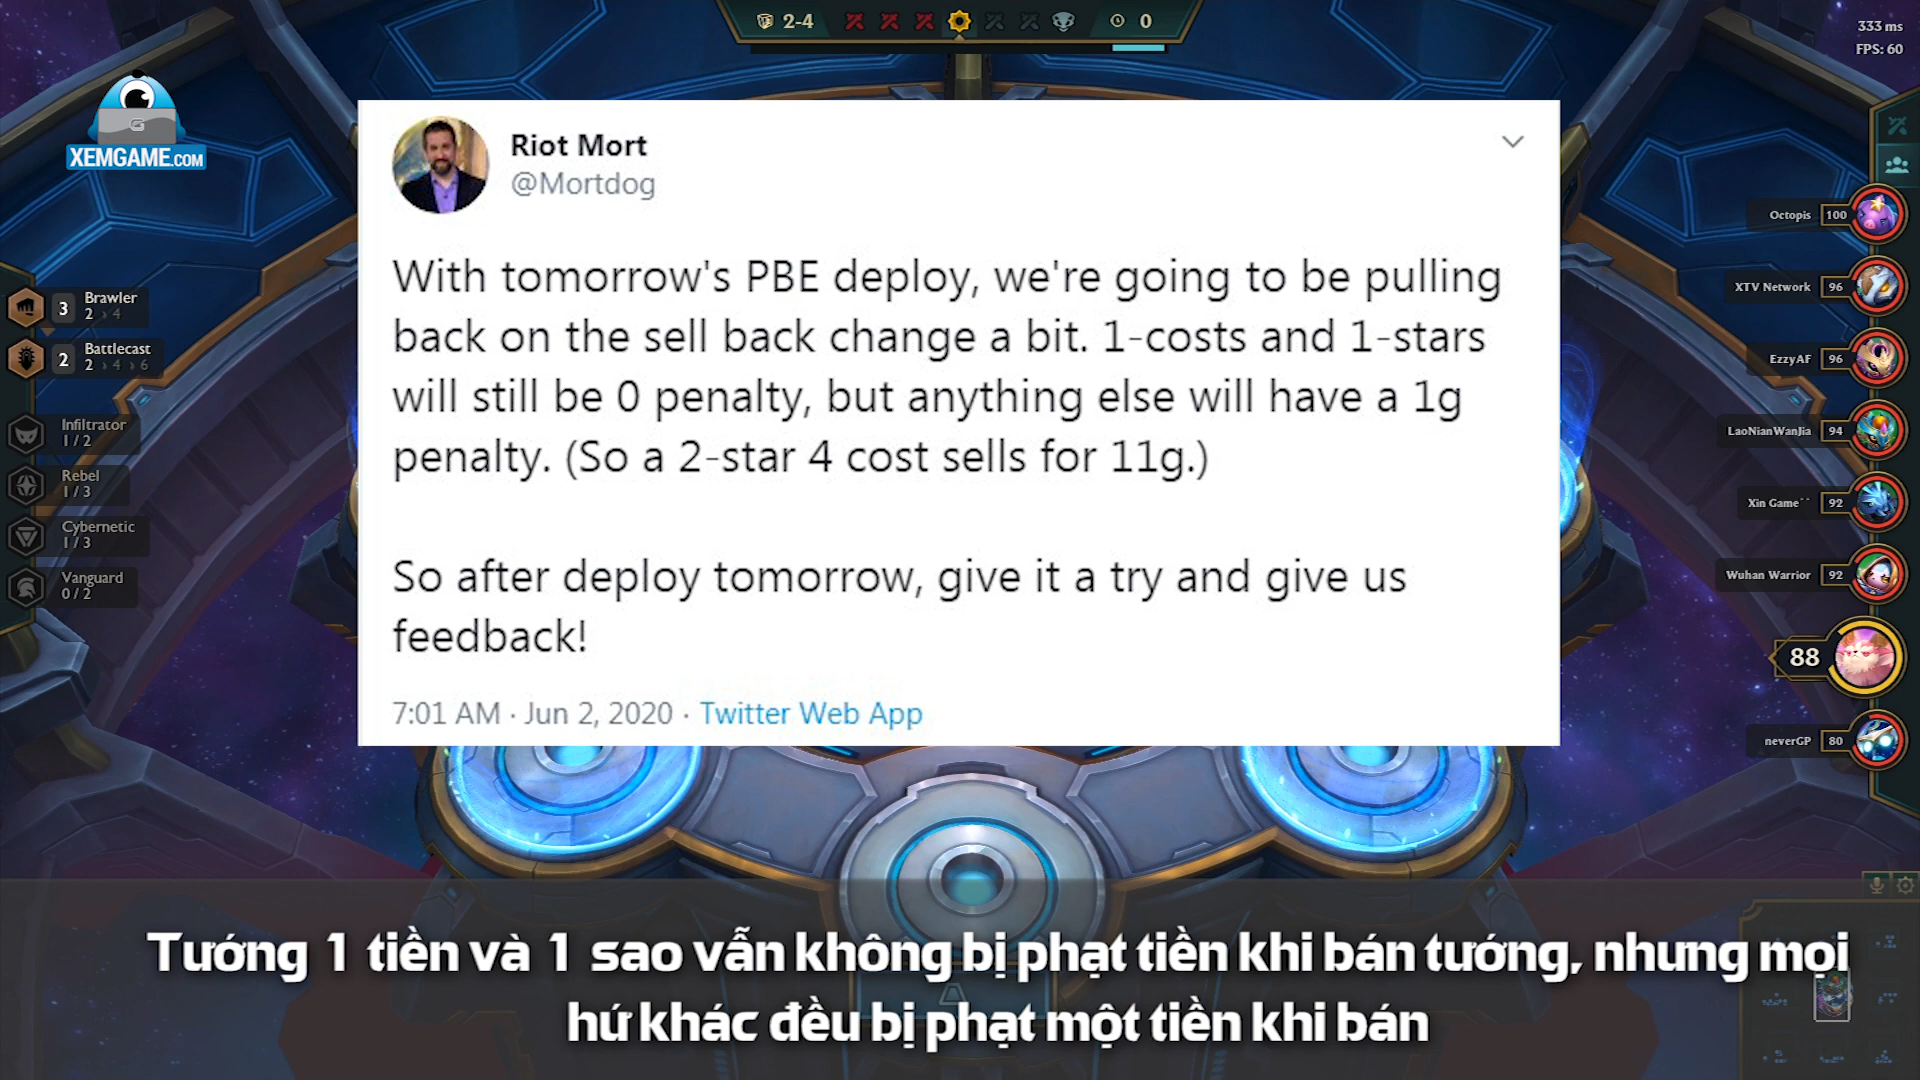 2-4
0
333 ms
FPS: 60
G
XEMGAME.COM
Riot Mort
@Mortdog
With tomorrow's PBE deploy, we're going to be pulling
back on the sell back change a bit. 1-costs and 1-stars
will still be 0 penalty, but anything else will have a 1g
penalty. (So a 2-star 4 cost sells for 11g.)
So after deploy tomorrow, give it a try and give us
feedback!
7:01 AM · Jun 2, 2020 · Twitter Web App
3 Brawler
2 › 4
2 Battlecast
2 › 4 › 6
Infiltrator
1 / 2
Rebel
1 / 3
Cybernetic
1 / 3
Vanguard
0 / 2
Octopis 100
XTV Network 96
EzzyAF 96
LaoNianWanJia 94
Xin Game^^ 92
Wuhan Warrior 92
88
neverGP 80
Tướng 1 tiền và 1 sao vẫn không bị phạt tiền khi bán tướng, nhưng mọi
hứ khác đều bị phạt một tiền khi bán